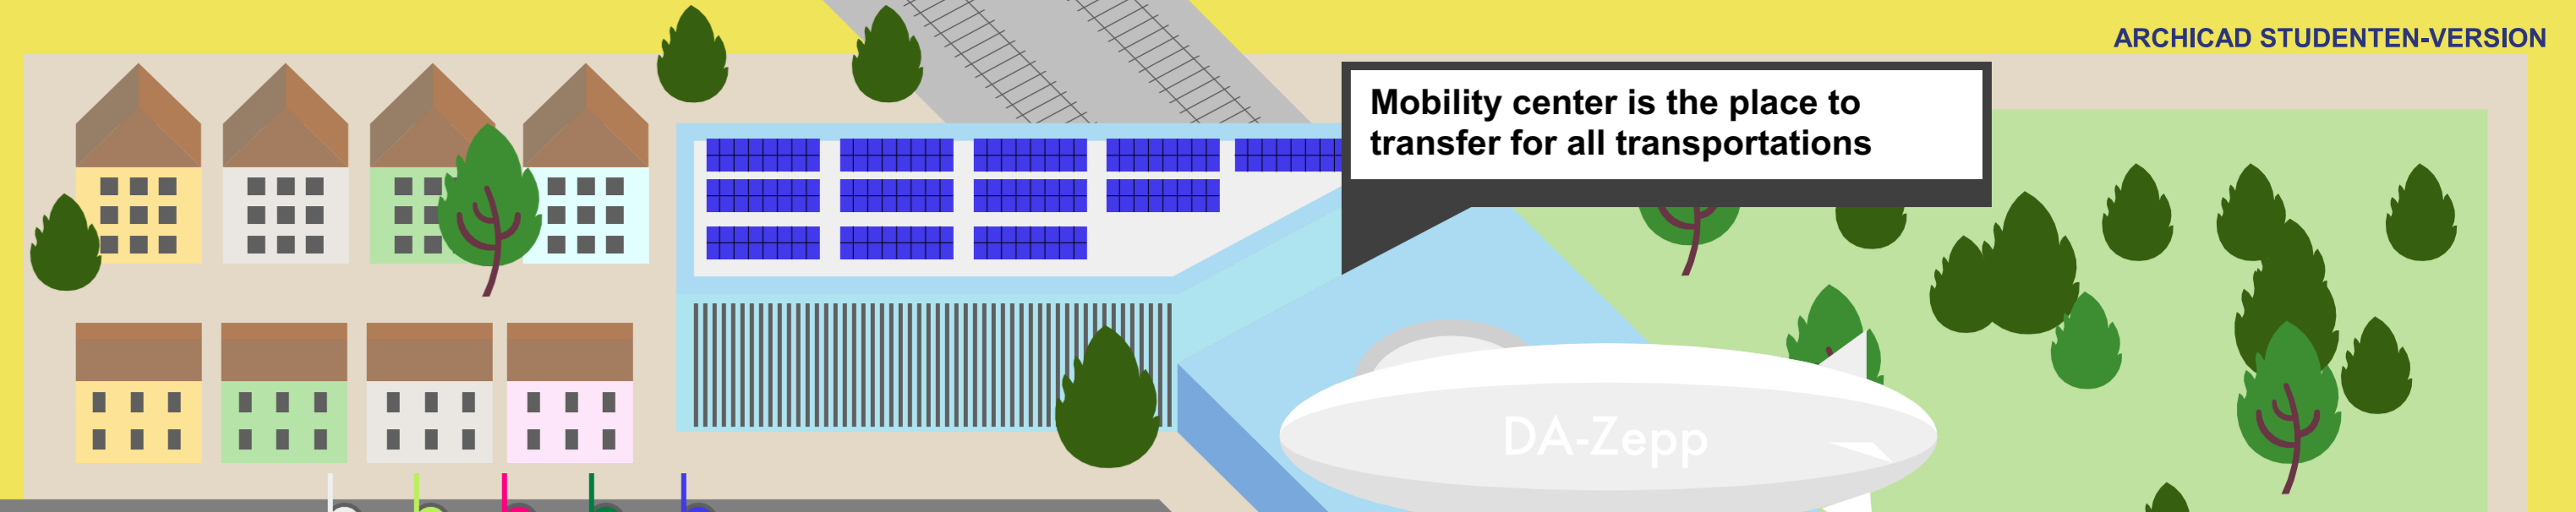 ARCHICAD STUDENTEN-VERSION
Mobility center is the place to
transfer for all transportations
DA-Zepp